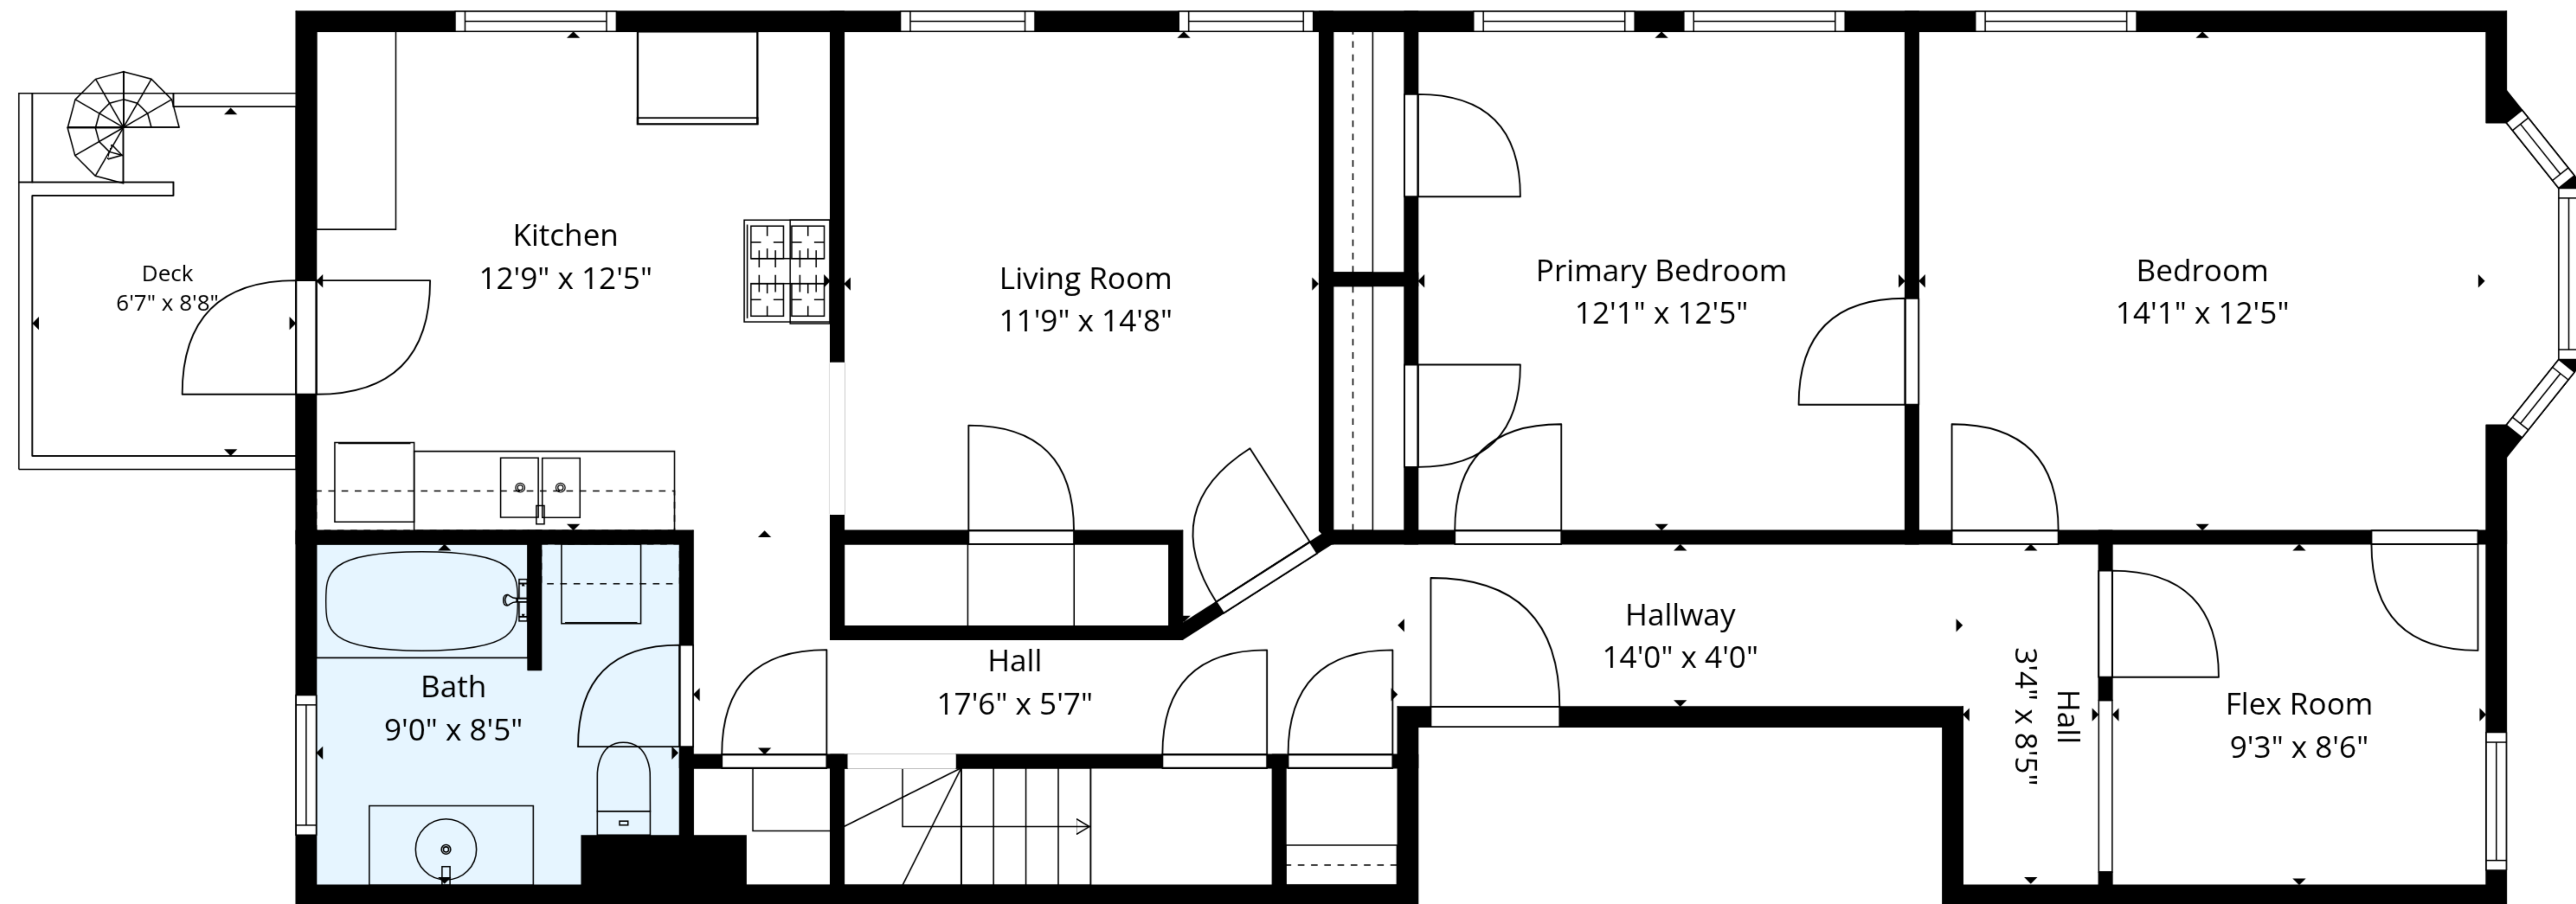 Kitchen
12'9" x 12'5"
Deck
6'7" x 8'8"
Living Room
11'9" x 14'8"
Primary Bedroom
12'1" x 12'5"
Bedroom
14'1" x 12'5"
Bath
9'0" x 8'5"
Hall
17'6" x 5'7"
Hallway
14'0" x 4'0"
Hall
3'4" x 8'5"
Flex Room
9'3" x 8'6"